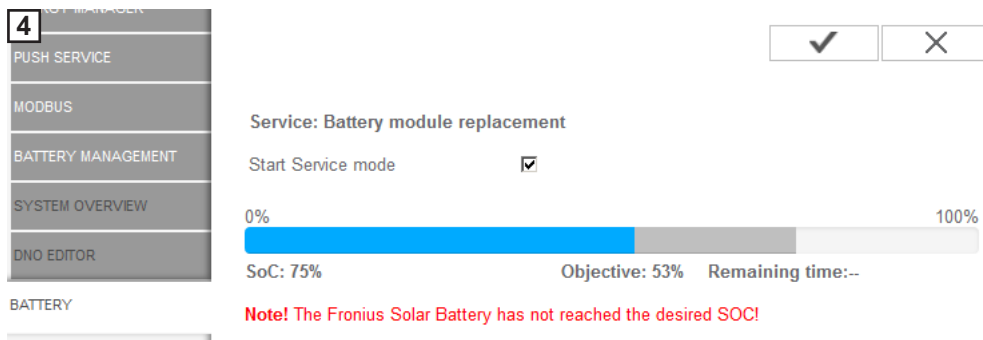 4
PUSH SERVICE
MODBUS
Service: Battery module replacement
BATTERY MANAGEMENT
Start Service mode
SYSTEM OVERVIEW
0% 100%
DNO EDITOR
SoC: 75% Objective: 53% Remaining time:--
BATTERY
Note! The Fronius Solar Battery has not reached the desired SOC!